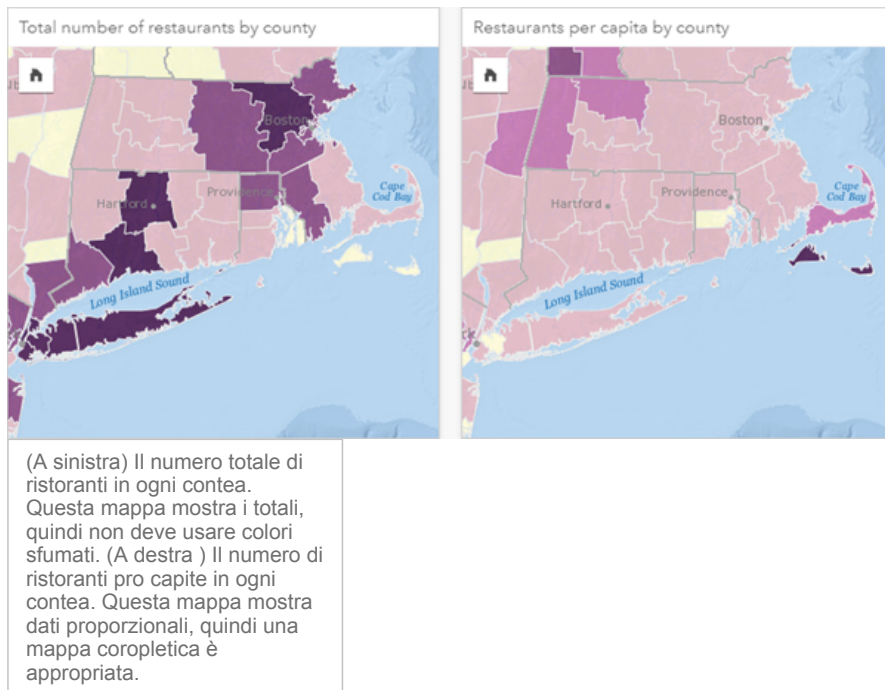 Total number of restaurants by county
Restaurants per capita by county
Boston
Providence
Hartford
Cape
Cod Bay
Long Island Sound
Boston
Providence
Hartford
Cape
Cod Bay
Long Island Sound
(A sinistra) Il numero totale di
ristoranti in ogni contea.
Questa mappa mostra i totali,
quindi non deve usare colori
sfumati. (A destra ) Il numero di
ristoranti pro capite in ogni
contea. Questa mappa mostra
dati proporzionali, quindi una
mappa coropletica è
appropriata.